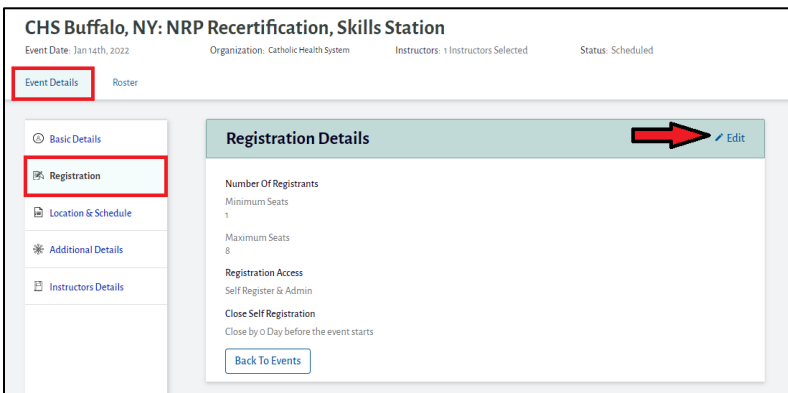 CHS Buffalo, NY: NRP Recertification, Skills Station
Event Date: Jan 14th, 2022 Organization: Catholic Health System Instructors: 1 Instructors Selected Status: Scheduled
Event Details Roster
Basic Details
Registration
Location & Schedule
Additional Details
Instructors Details
Registration Details
Edit
Number Of Registrants
Minimum Seats
1
Maximum Seats
8
Registration Access
Self Register & Admin
Close Self Registration
Close by 0 Day before the event starts
Back To Events